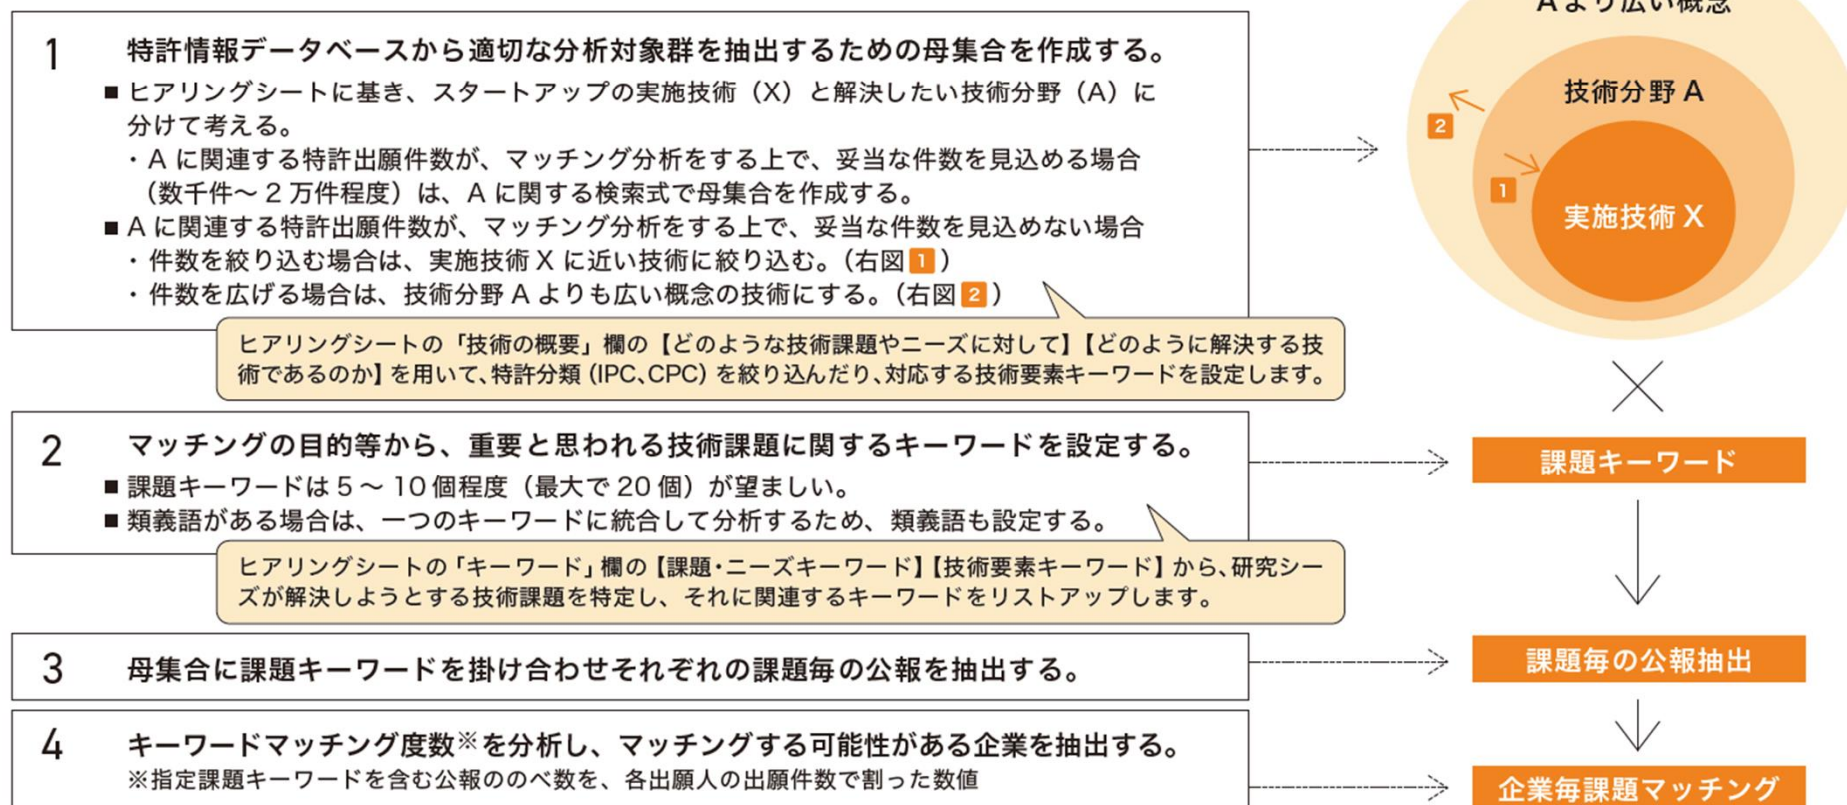 1 特許情報データベースから適切な分析対象群を抽出するための母集合を作成する。
■ ヒアリングシートに基き、スタートアップの実施技術（X）と解決したい技術分野（A）に
分けて考える。
・A に関連する特許出願件数が、マッチング分析をする上で、妥当な件数を見込める場合
（数千件～２万件程度）は、A に関する検索式で母集合を作成する。
■ A に関連する特許出願件数が、マッチング分析をする上で、妥当な件数を見込めない場合
・件数を絞り込む場合は、実施技術 X に近い技術に絞り込む。（右図 1 ）
・件数を広げる場合は、技術分野 A よりも広い概念の技術にする。（右図 2 ）
ヒアリングシートの「技術の概要」欄の【どのような技術課題やニーズに対して】【どのように解決する技
術であるのか】を用いて、特許分類（IPC、CPC）を絞り込んだり、対応する技術要素キーワードを設定します。
2 マッチングの目的等から、重要と思われる技術課題に関するキーワードを設定する。
■ 課題キーワードは 5 ～ 10 個程度（最大で 20 個）が望ましい。
■ 類義語がある場合は、一つのキーワードに統合して分析するため、類義語も設定する。
ヒアリングシートの「キーワード」欄の【課題・ニーズキーワード】【技術要素キーワード】から、研究シー
ズが解決しようとする技術課題を特定し、それに関連するキーワードをリストアップします。
3 母集合に課題キーワードを掛け合わせそれぞれの課題毎の公報を抽出する。
4 キーワードマッチング度数※を分析し、マッチングする可能性がある企業を抽出する。
※指定課題キーワードを含む公報ののべ数を、各出願人の出願件数で割った数値
Aより広い概念
技術分野 A
2
1
実施技術 X
課題キーワード
課題毎の公報抽出
企業毎課題マッチング